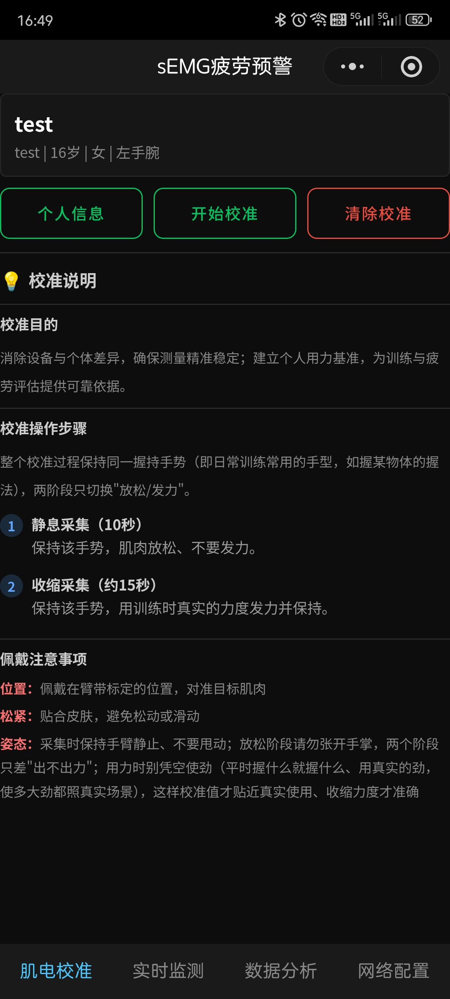 16:49
6 HD1 HD2 5G 5G 52
sEMG疲劳预警
test
test | 16岁 | 女 | 左手腕
个人信息 开始校准 清除校准
校准说明
校准目的
消除设备与个体差异，确保测量精准稳定；建立个人用力基准，为训练与疲
劳评估提供可靠依据。
校准操作步骤
整个校准过程保持同一握持手势（即日常训练常用的手型，如握某物体的握
法），两阶段只切换"放松/发力"。
1 静息采集（10秒）
保持该手势，肌肉放松、不要发力。
2 收缩采集（约15秒）
保持该手势，用训练时真实的力度发力并保持。
佩戴注意事项
位置：佩戴在臂带标定的位置，对准目标肌肉
松紧：贴合皮肤，避免松动或滑动
姿态：采集时保持手臂静止、不要甩动；放松阶段请勿张开手掌，两个阶段
只差"出不出力"；用力时别凭空使劲（平时握什么就握什么、用真实的劲，
使多大劲都照真实场景），这样校准值才贴近真实使用、收缩力度才准确
肌电校准 实时监测 数据分析 网络配置